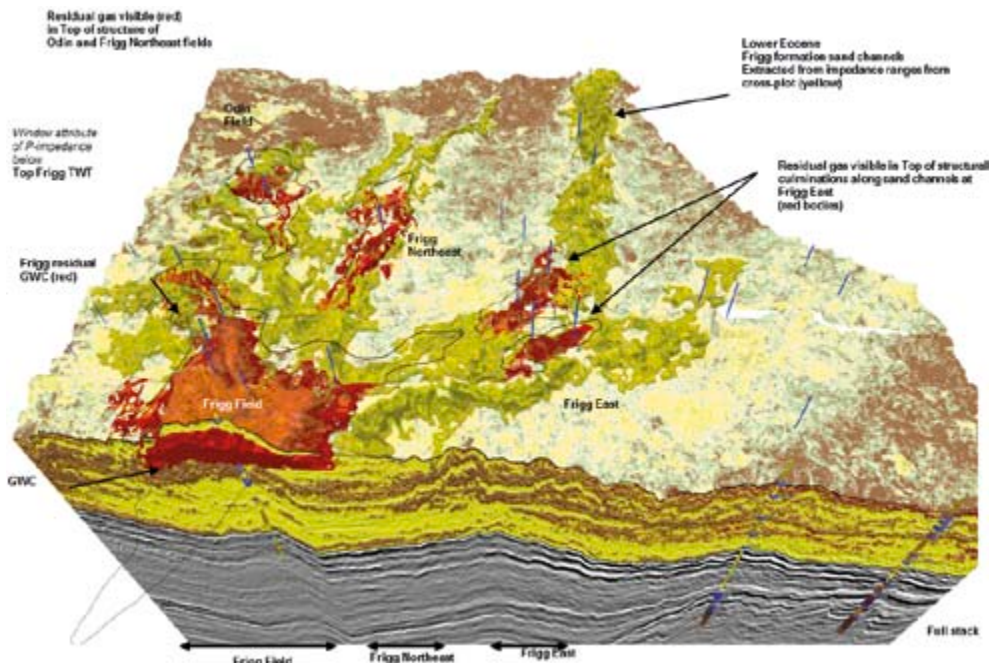 Residual gas visible (red)
in Top of structure of
Odin and Frigg Northeast fields
Lower Eocene
Frigg formation sand channels
Extracted from impedance ranges from
cross-plot (yellow)
Odin
Field
Window attribute
of P-impedance
below
Top Frigg TWT
Residual gas visible in Top of structural
culminations along sand channels at
Frigg East
(red bodies)
Frigg
Northeast
Frigg residual
GWC (red)
Frigg Field
Frigg East
GWC
Full stack
Frigg Field
Frigg Northeast
Frigg East